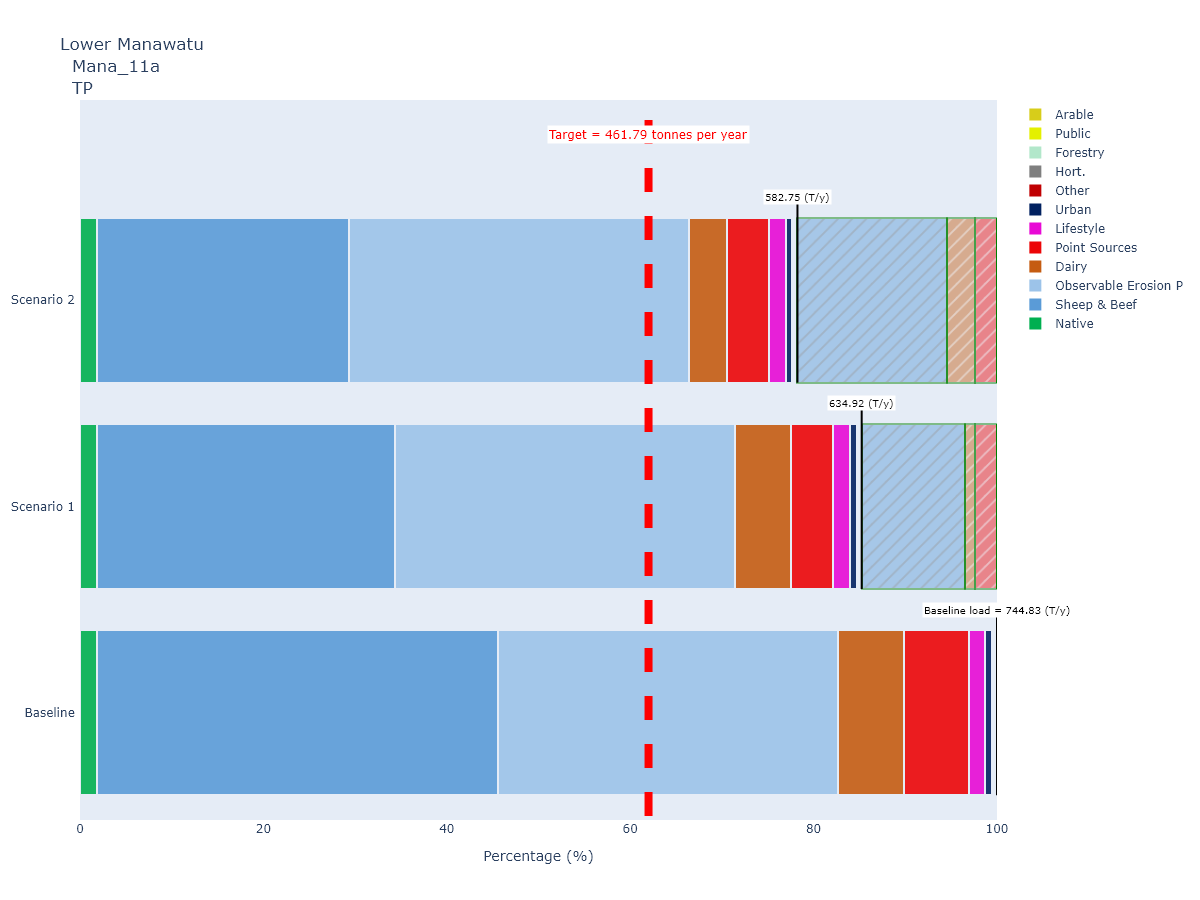 Lower Manawatu
Mana_11a
TP
Target = 461.79 tonnes per year
582.75 (T/y)
Scenario 2
634.92 (T/y)
Scenario 1
Baseline load = 744.83 (T/y)
Baseline
0 20 40 60 80 100
Percentage (%)
Arable
Public
Forestry
Hort.
Other
Urban
Lifestyle
Point Sources
Dairy
Observable Erosion P
Sheep & Beef
Native